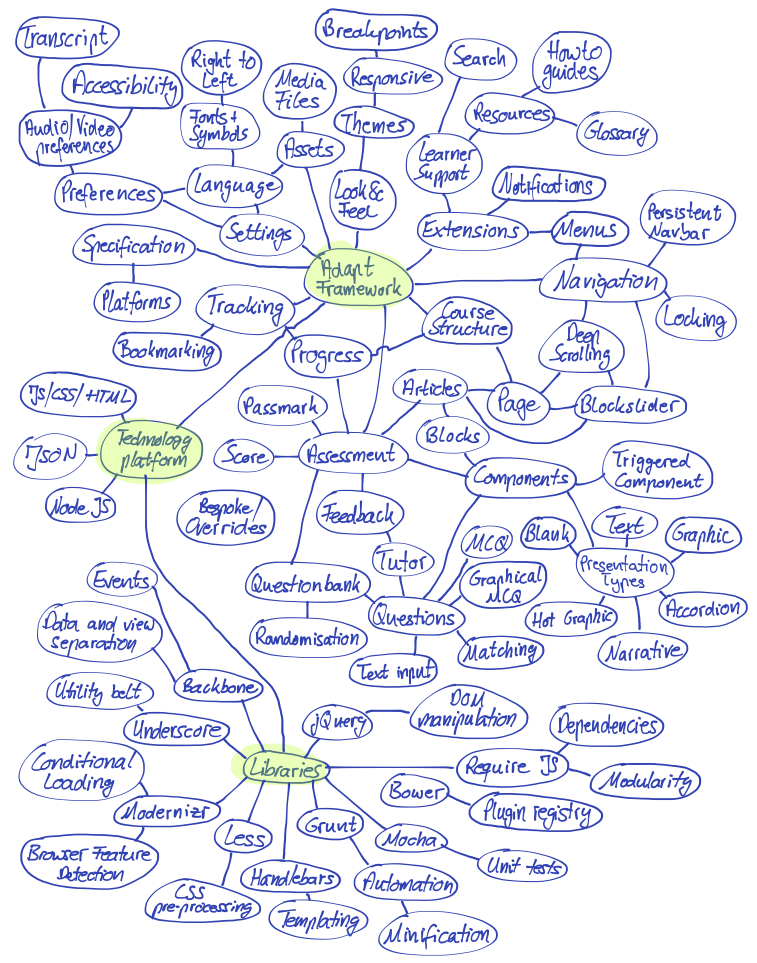 Transcript
Accessibility
Audio/Video
preferences
Preferences
Right to
Left
Fonts +
Symbols
Language
Settings
Media
Files
Assets
Breakpoints
Responsive
Themes
Look &
Feel
Search
How to
guides
Resources
Glossary
Learner
Support
Extensions
Notifications
Menus
Persistent
Navbar
Navigation
Locking
Deep
Scrolling
Blockslider
Page
Course
Structure
Adapt
Framework
Specification
Platforms
Tracking
Bookmarking
Progress
Articles
Blocks
Components
Triggered
Component
Presentation
Types
Blank
Text
Graphic
Accordion
Narrative
Hot Graphic
Passmark
Score
Assessment
Feedback
Tutor
Bespoke/
Overrides
Questionbank
Randomisation
Questions
MCQ
Graphical
MCQ
Matching
Text input
JS/CSS/HTML
JSON
Node JS
Technology
platform
Events
Data and view
separation
Backbone
Utility belt
Underscore
Conditional
Loading
Modernizr
Browser Feature
Detection
Libraries
jQuery
DOM
manipulation
Require JS
Dependencies
Modularity
Bower
Plugin registry
Mocha
Unit tests
Grunt
Automation
Minification
Less
CSS
pre-processing
Handlebars
Templating